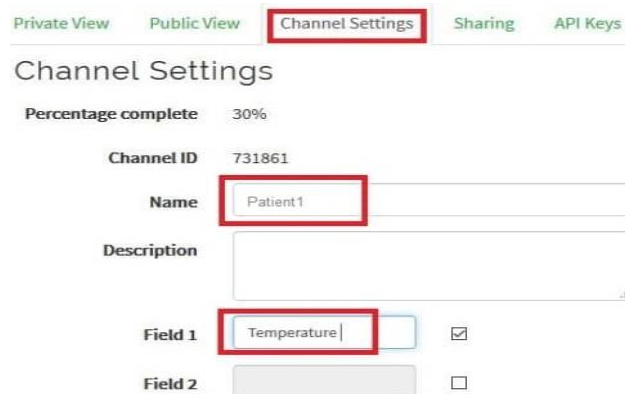 Private View Public View Channel Settings Sharing API Keys
Channel Settings
Percentage complete 30%
Channel ID 731861
Name Patient1
Description
Field 1 Temperature
Field 2